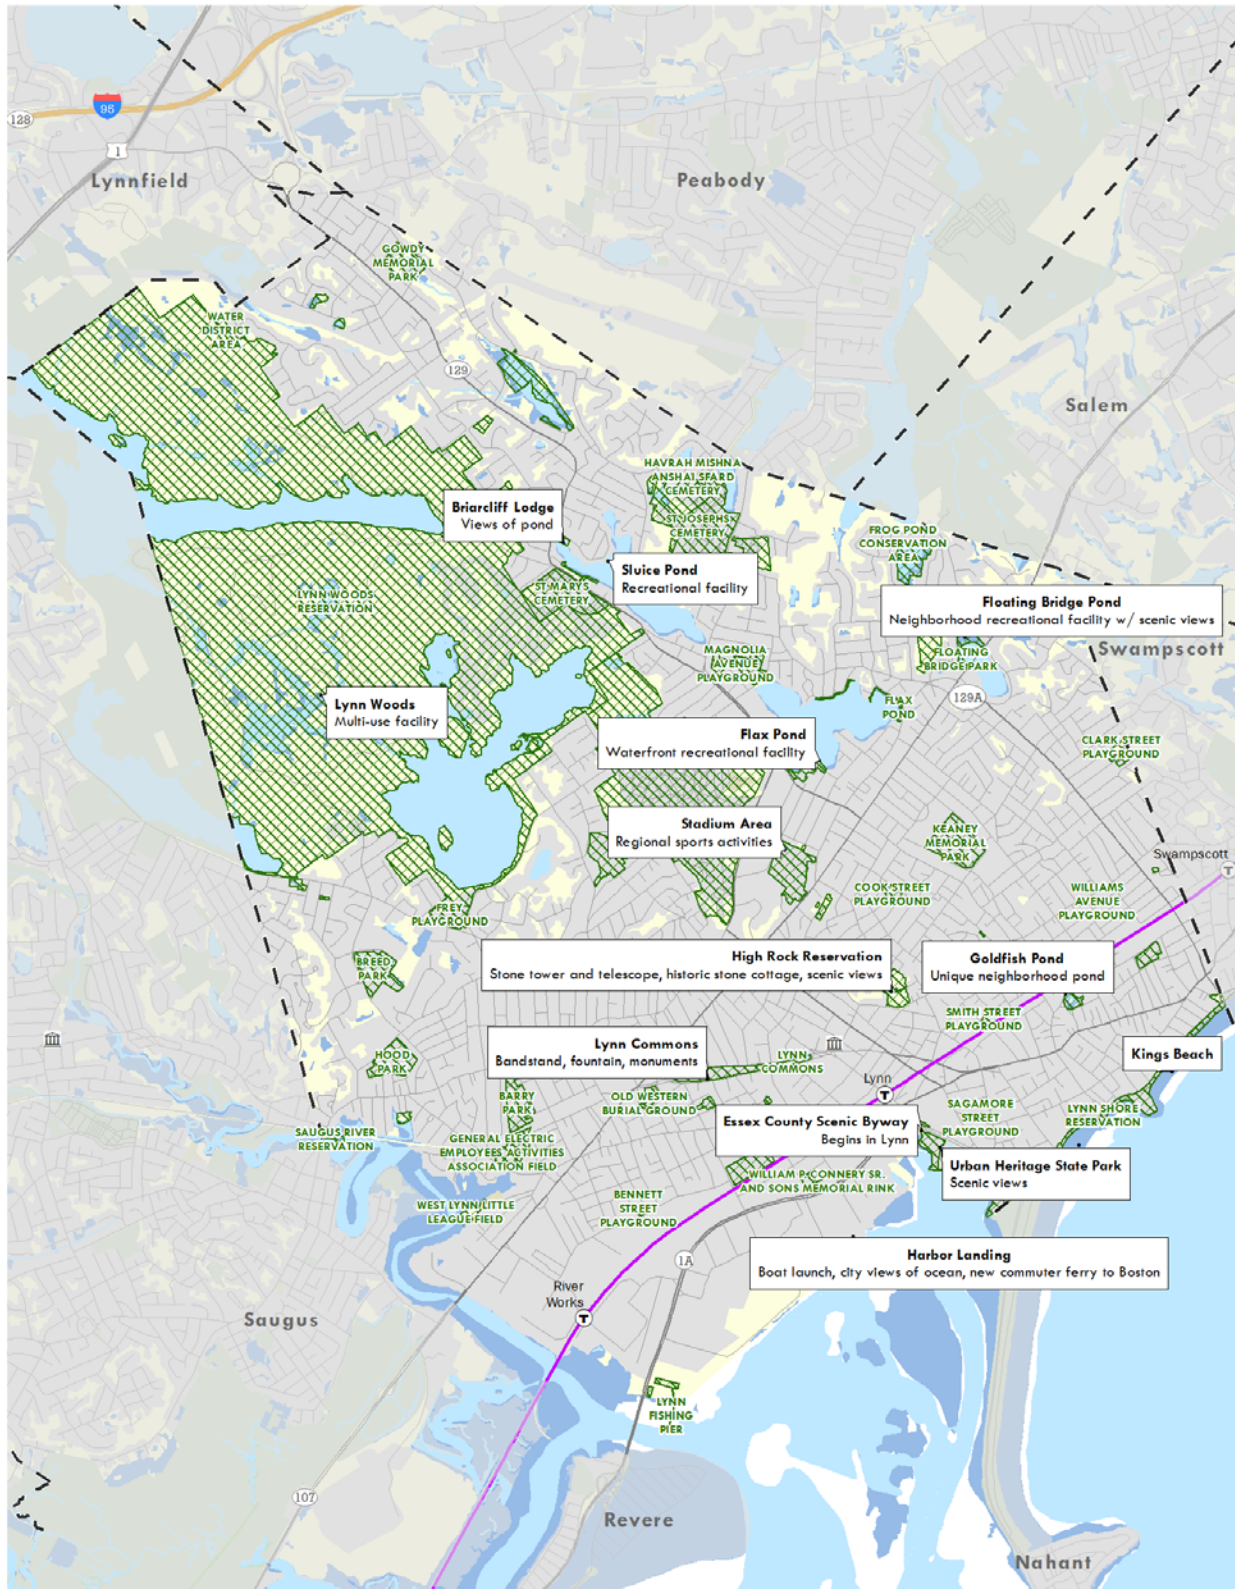 95
128
1
Lynnfield
Peabody
GOWDY
MEMORIAL
PARK
WATER
DISTRICT
AREA
129
Salem
HAVRAH MISHNA
ANSHAI SFARD
CEMETERY
Briarcliff Lodge
Views of pond
ST JOSEPHS
CEMETERY
FROG POND
CONSERVATION
AREA
Sluice Pond
Recreational facility
ST MARYS
CEMETERY
LYNN WOODS
RESERVATION
Floating Bridge Pond
Neighborhood recreational facility w/ scenic views
Swampscott
MAGNOLIA
AVENUE
PLAYGROUND
FLOATING
BRIDGE PARK
129A
Lynn Woods
Multi-use facility
FLAX
POND
Flax Pond
Waterfront recreational facility
CLARK STREET
PLAYGROUND
Stadium Area
Regional sports activities
KEANEY
MEMORIAL
PARK
Swampscott
T
COOK STREET
PLAYGROUND
WILLIAMS
AVENUE
PLAYGROUND
FREY
PLAYGROUND
High Rock Reservation
Stone tower and telescope, historic stone cottage, scenic views
Goldfish Pond
Unique neighborhood pond
BREED
PARK
SMITH STREET
PLAYGROUND
Lynn Commons
Bandstand, fountain, monuments
LYNN
COMMONS
Kings Beach
HOOD
PARK
Lynn
T
BARRY
PARK
OLD WESTERN
BURIAL GROUND
SAGAMORE
STREET
PLAYGROUND
LYNN SHORE
RESERVATION
Essex County Scenic Byway
Begins in Lynn
SAUGUS RIVER
RESERVATION
GENERAL ELECTRIC
EMPLOYEES ACTIVITIES
ASSOCIATION FIELD
Urban Heritage State Park
Scenic views
WILLIAM P. CONNERY SR.
AND SONS MEMORIAL RINK
WEST LYNN LITTLE
LEAGUE FIELD
BENNETT
STREET
PLAYGROUND
Harbor Landing
Boat launch, city views of ocean, new commuter ferry to Boston
1A
River
Works
T
Saugus
LYNN
FISHING
PIER
107
Revere
Nahant